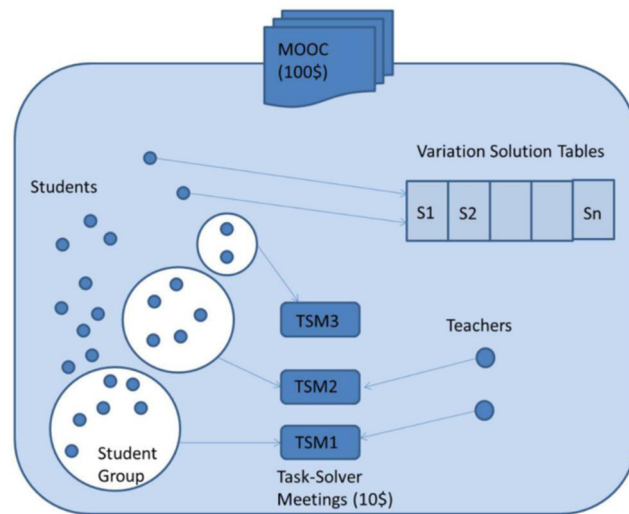 MOOC
(100$)
Variation Solution Tables
Students
S1
S2
Sn
TSM3
Teachers
TSM2
TSM1
Student
Group
Task-Solver
Meetings (10$)